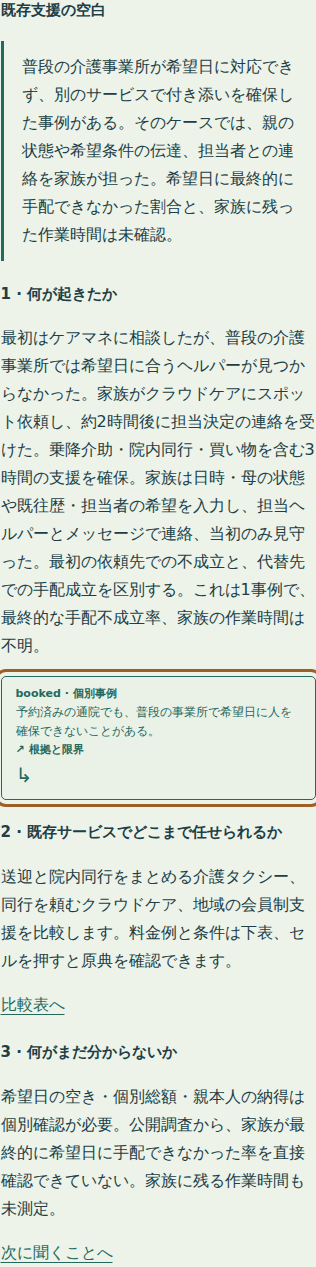 既存支援の空白
普段の介護事業所が希望日に対応でき
ず、別のサービスで付き添いを確保し
た事例がある。そのケースでは、親の
状態や希望条件の伝達、担当者との連
絡を家族が担った。希望日に最終的に
手配できなかった割合と、家族に残っ
た作業時間は未確認。
1・何が起きたか
最初はケアマネに相談したが、普段の介護
事業所では希望日に合うヘルパーが見つか
らなかった。家族がクラウドケアにスポッ
ト依頼し、約2時間後に担当決定の連絡を受
けた。乗降介助・院内同行・買い物を含む3
時間の支援を確保。家族は日時・母の状態
や既往歴・担当者の希望を入力し、担当ヘ
ルパーとメッセージで連絡、当初のみ見守
った。最初の依頼先での不成立と、代替先
での手配成立を区別する。これは1事例で、
最終的な手配不成立率、家族の作業時間は
不明。
booked・個別事例
予約済みの通院でも、普段の事業所で希望日に人を
確保できないことがある。
↗ 根拠と限界
↳
2・既存サービスでどこまで任せられるか
送迎と院内同行をまとめる介護タクシー、
同行を頼むクラウドケア、地域の会員制支
援を比較します。料金例と条件は下表、セ
ルを押すと原典を確認できます。
比較表へ
3・何がまだ分からないか
希望日の空き・個別総額・親本人の納得は
個別確認が必要。公開調査から、家族が最
終的に希望日に手配できなかった率を直接
確認できていない。家族に残る作業時間も
未測定。
次に聞くことへ